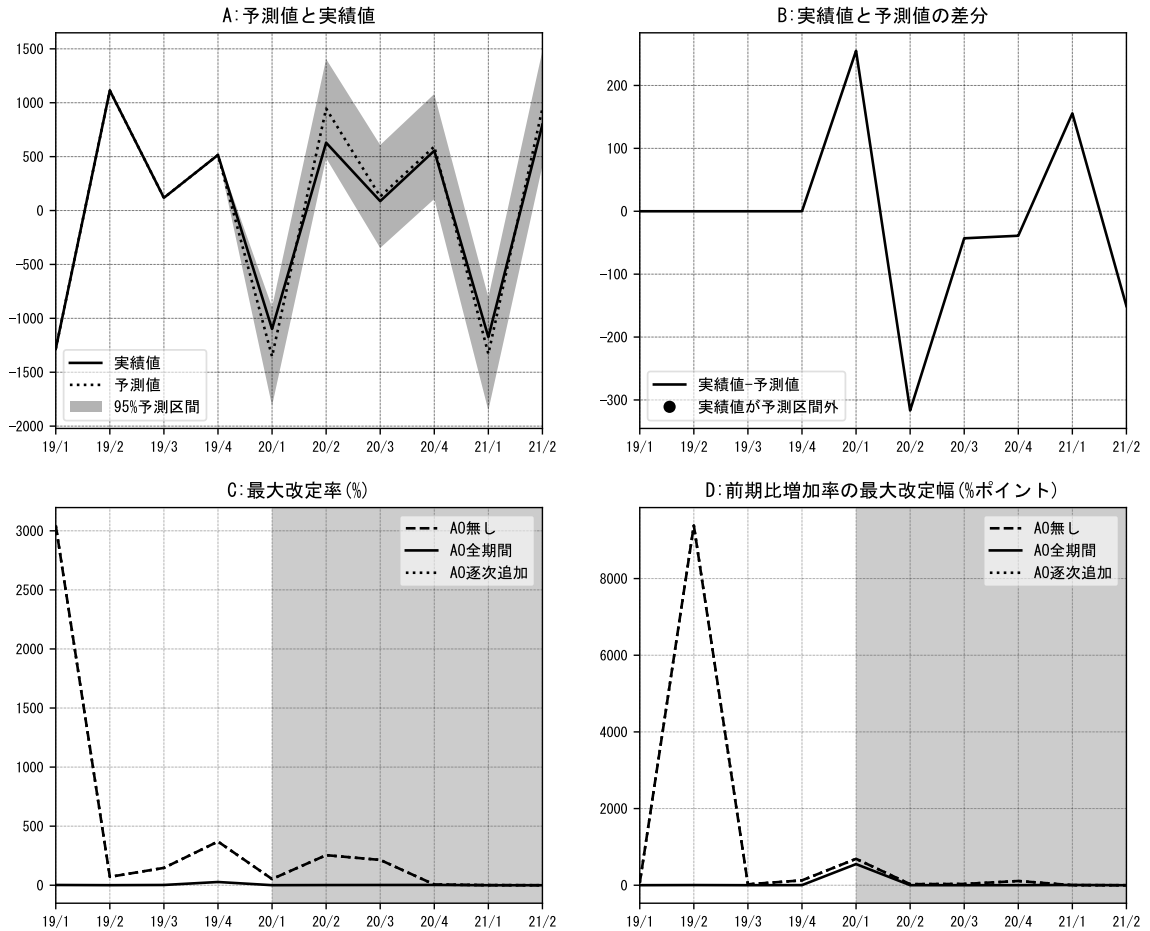 A:予測値と実績値
1500
1000
500
0
−500
−1000
−1500
−2000
実績値
予測値
95%予測区間
19/1 19/2 19/3 19/4 20/1 20/2 20/3 20/4 21/1 21/2
B:実績値と予測値の差分
200
100
0
−100
−200
−300
実績値−予測値
実績値が予測区間外
19/1 19/2 19/3 19/4 20/1 20/2 20/3 20/4 21/1 21/2
C:最大改定率(%)
3000
2500
2000
1500
1000
500
0
AO無し
AO全期間
AO逐次追加
19/1 19/2 19/3 19/4 20/1 20/2 20/3 20/4 21/1 21/2
D:前期比増加率の最大改定幅(%ポイント)
8000
6000
4000
2000
0
AO無し
AO全期間
AO逐次追加
19/1 19/2 19/3 19/4 20/1 20/2 20/3 20/4 21/1 21/2